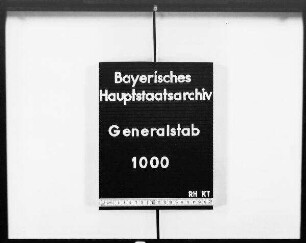 Bayerisches
Hauptstaatsarchiv
Generalstab
1000
RH KT